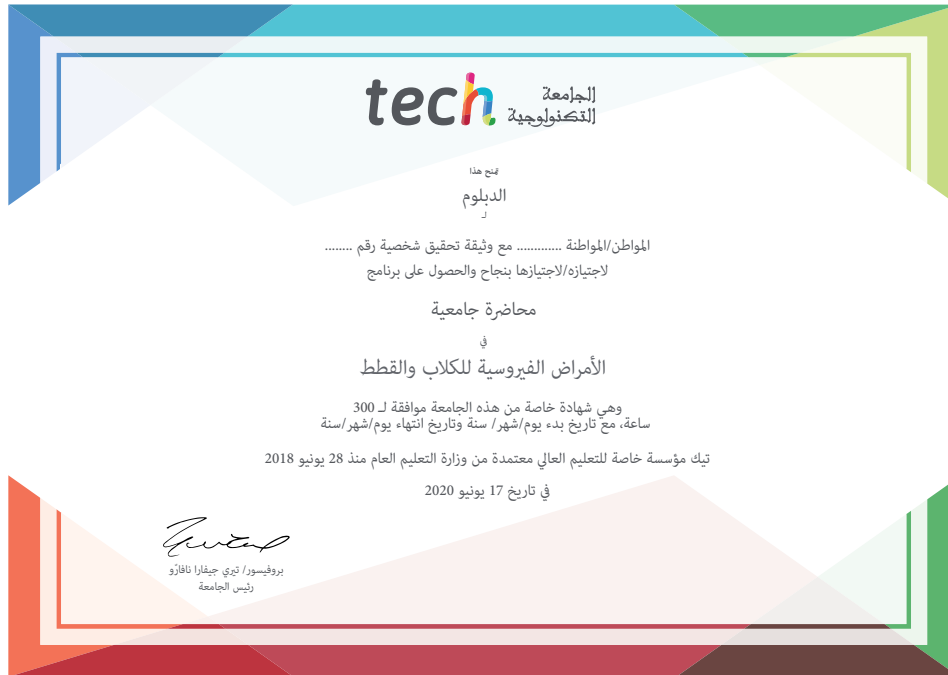 tech الجامعة
التكنولوجية
يمنح هذا
الدبلوم
لـ
المواطن/المواطنة ............. مع وثيقة تحقيق شخصية رقم ........
لاجتيازه/لاجتيازها بنجاح والحصول على برنامج
محاضرة جامعية
في
الأمراض الفيروسية للكلاب والقطط
وهي شهادة خاصة من هذه الجامعة موافقة لـ 300
ساعة، مع تاريخ بدء يوم/شهر/ سنة وتاريخ انتهاء يوم/شهر/سنة
تيك مؤسسة خاصة للتعليم العالي معتمدة من وزارة التعليم العام منذ 28 يونيو 2018
في تاريخ 17 يونيو 2020
بروفيسور/ تيري جيفارا نافارّو
رئيس الجامعة